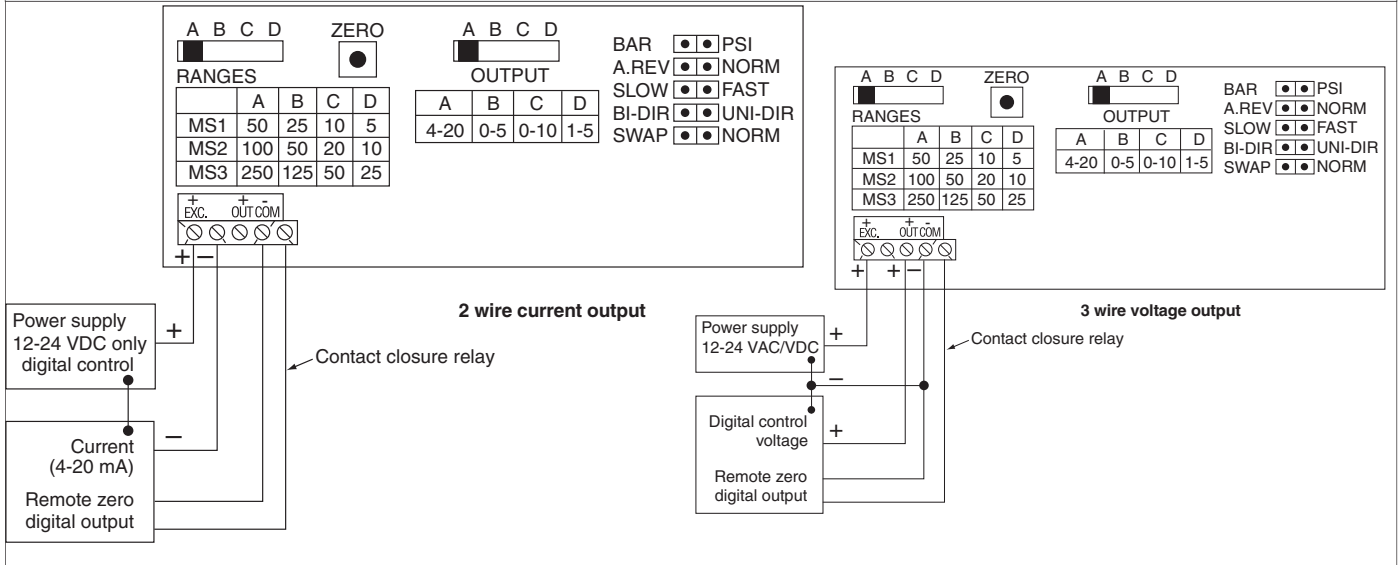 A B C D
ZERO
A B C D
RANGES
OUTPUT
A B C D
MS1 50 25 10 5
MS2 100 50 20 10
MS3 250 125 50 25
A B C D
4-20 0-5 0-10 1-5
BAR PSI
A.REV NORM
SLOW FAST
BI-DIR UNI-DIR
SWAP NORM
+ + -
EXC. OUT COM
+ −
Power supply
12-24 VDC only
digital control
+
Current
(4-20 mA)
−
Remote zero
digital output
Contact closure relay
2 wire current output
A B C D
ZERO
A B C D
RANGES
OUTPUT
A B C D
MS1 50 25 10 5
MS2 100 50 20 10
MS3 250 125 50 25
A B C D
4-20 0-5 0-10 1-5
BAR PSI
A.REV NORM
SLOW FAST
BI-DIR UNI-DIR
SWAP NORM
+ + -
EXC. OUT COM
+ + −
3 wire voltage output
Power supply
12-24 VAC/VDC
+
−
Contact closure relay
Digital control
voltage
+
Remote zero
digital output